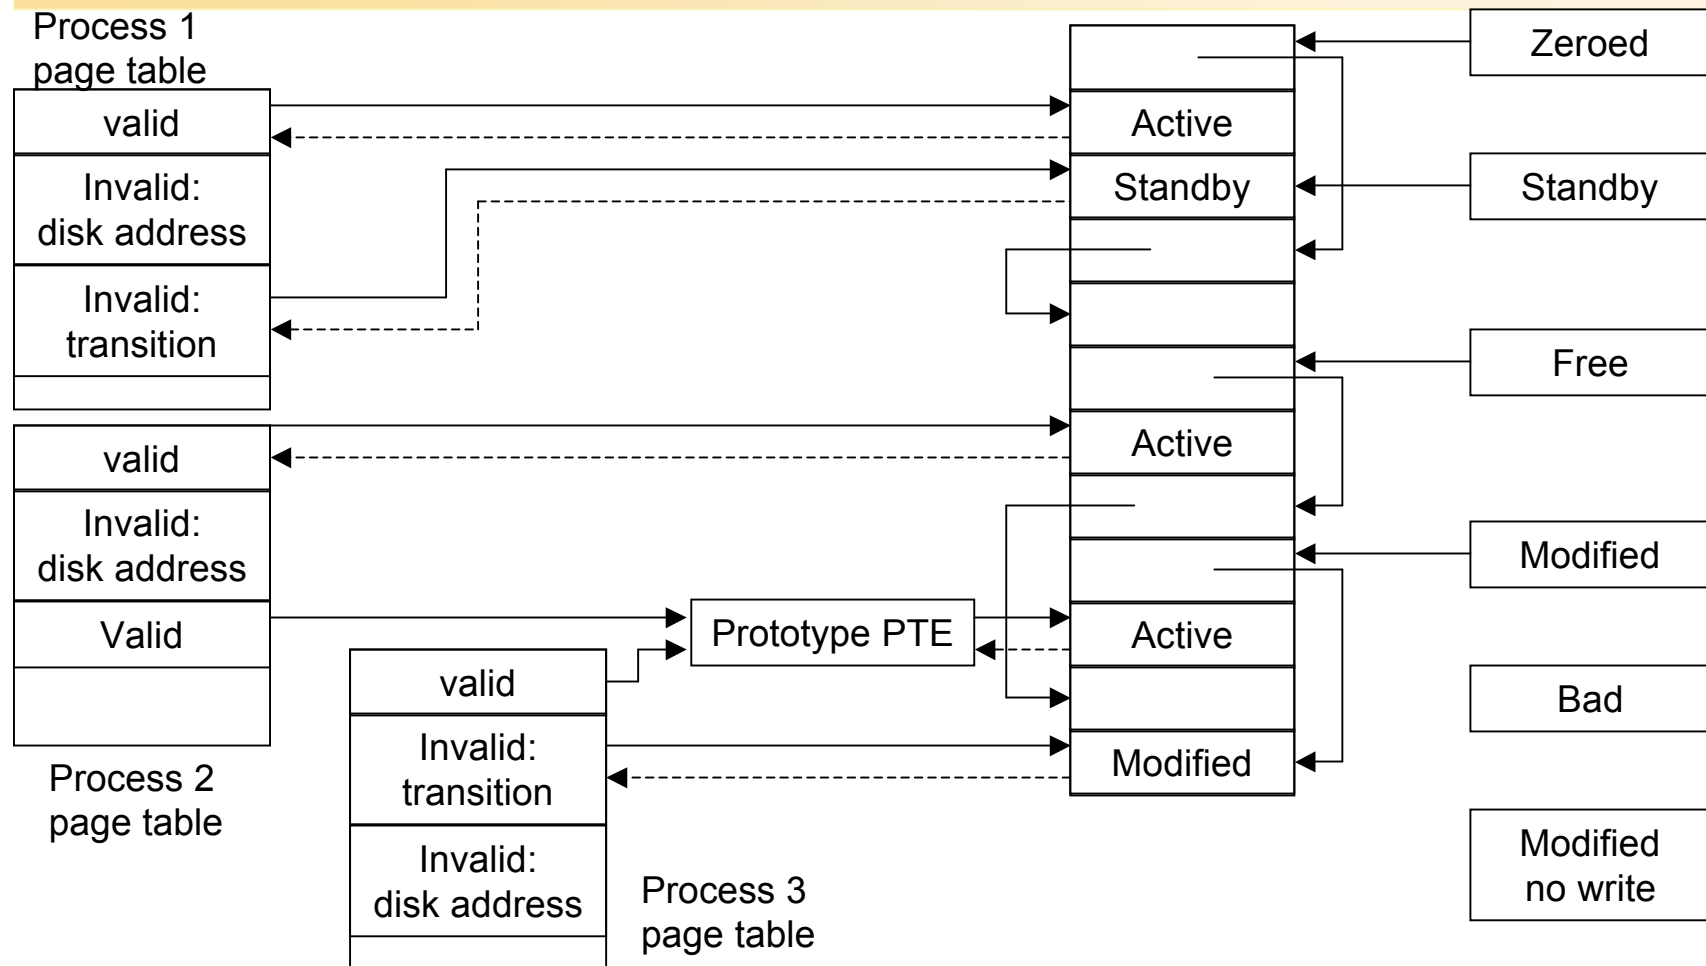 Process 1
page table
valid
Invalid:
disk address
Invalid:
transition
valid
Invalid:
disk address
Valid
Process 2
page table
valid
Invalid:
transition
Invalid:
disk address
Process 3
page table
Prototype PTE
Active
Standby
Active
Active
Modified
Zeroed
Standby
Free
Modified
Bad
Modified
no write